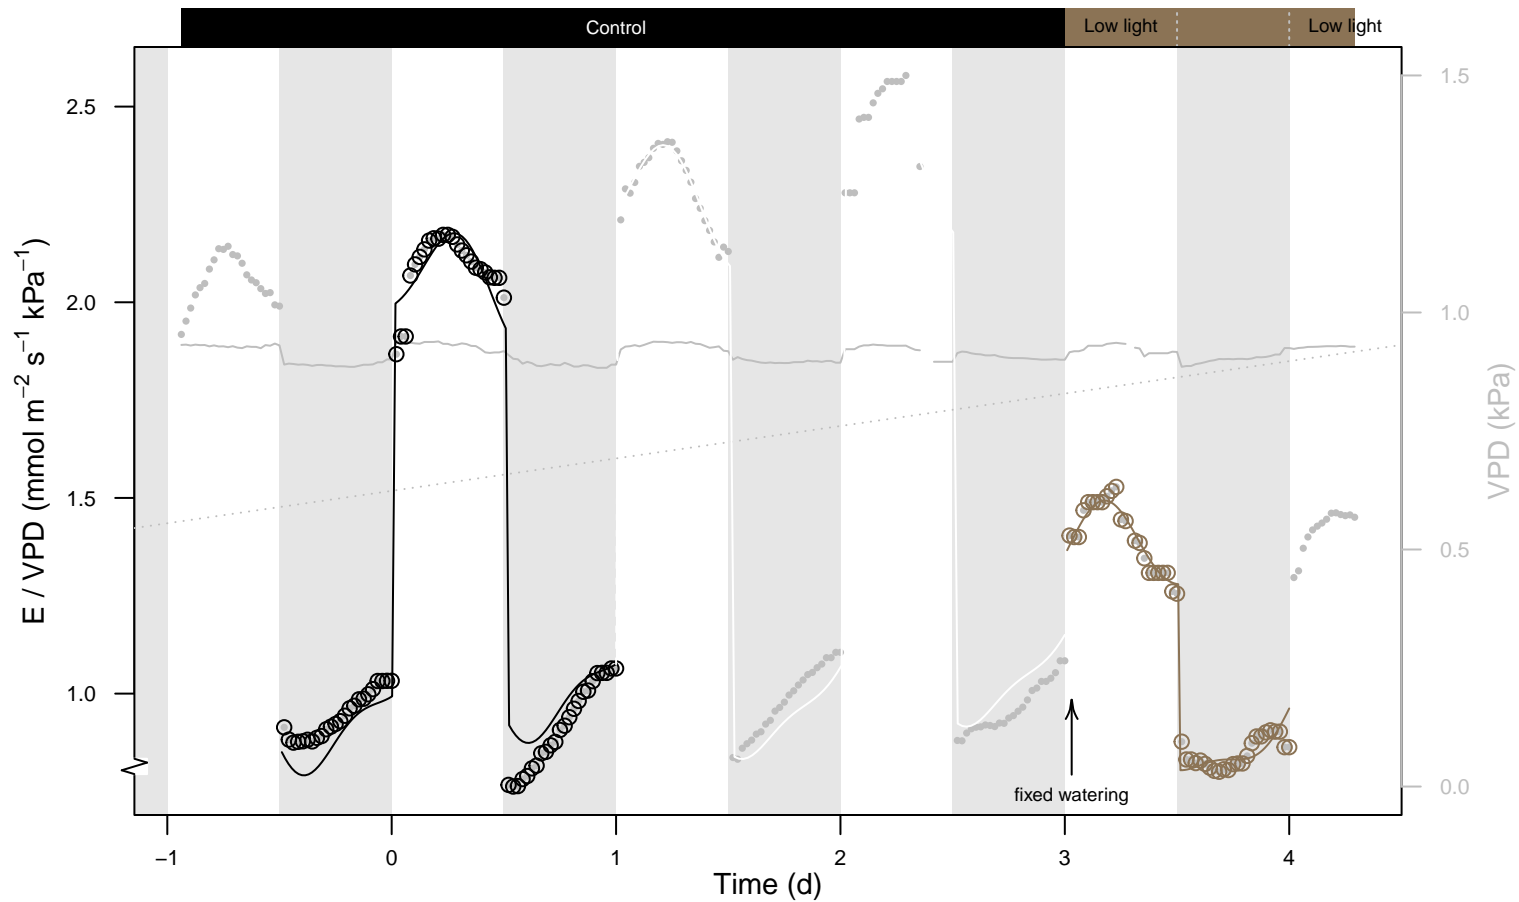 Control
Low light
Low light
2.5
2.0
1.5
1.0
E / VPD (mmol m−2 s−1 kPa−1)
1.5
1.0
0.5
0.0
VPD (kPa)
fixed watering
−1
0
1
2
3
4
Time (d)